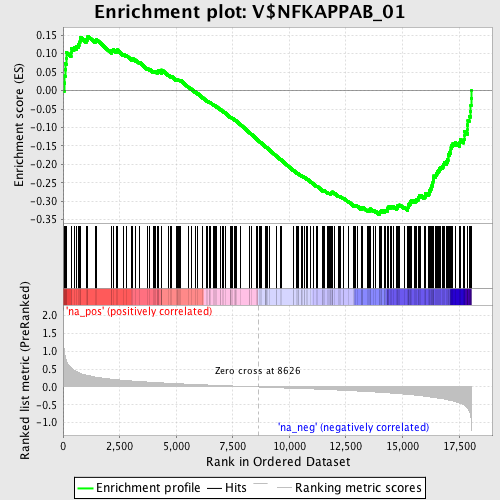 Enrichment plot: V$NFKAPPAB_01
Enrichment score (ES)
0.15
0.10
0.05
0.00
-0.05
-0.10
-0.15
-0.20
-0.25
-0.30
-0.35
'na_pos' (positively correlated)
Ranked list metric (PreRanked)
2.0
1.5
1.0
0.5
0.0
-0.5
-1.0
Zero cross at 8626
'na_neg' (negatively correlated)
0
2,500
5,000
7,500
10,000
12,500
15,000
17,500
Rank in Ordered Dataset
Enrichment profile
Hits
Ranking metric scores